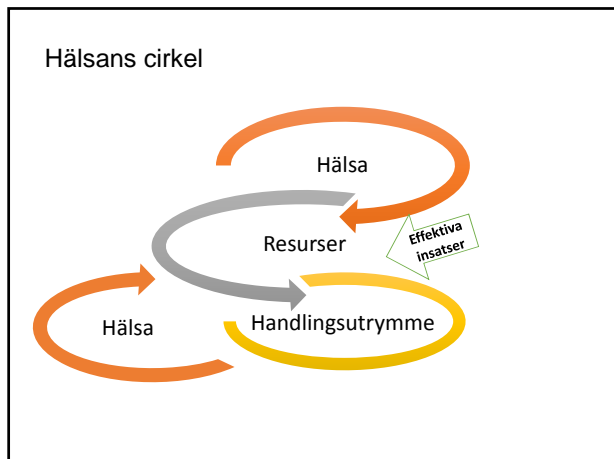 Hälsans cirkel
Hälsa
Resurser
Effektiva
insatser
Handlingsutrymme
Hälsa